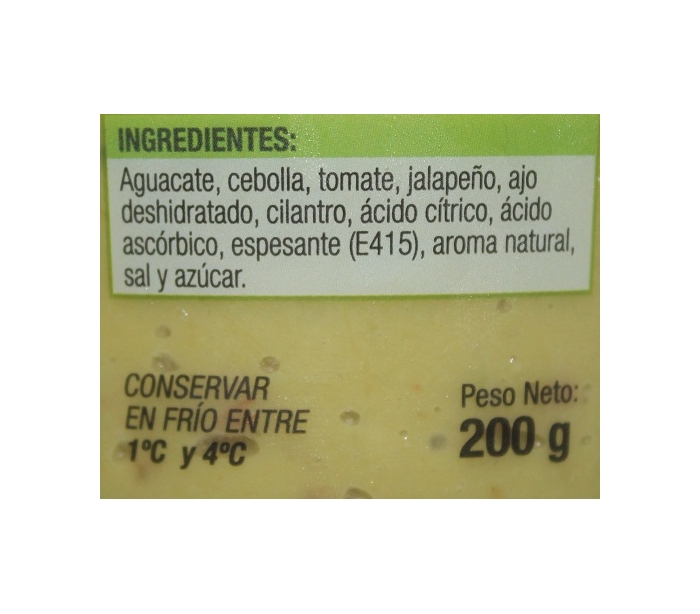 INGREDIENTES:
Aguacate, cebolla, tomate, jalapeño, ajo
deshidratado, cilantro, ácido cítrico, ácido
ascórbico, espesante (E415), aroma natural,
sal y azúcar.
CONSERVAR
EN FRÍO ENTRE
1ºC y 4ºC
Peso Neto:
200 g